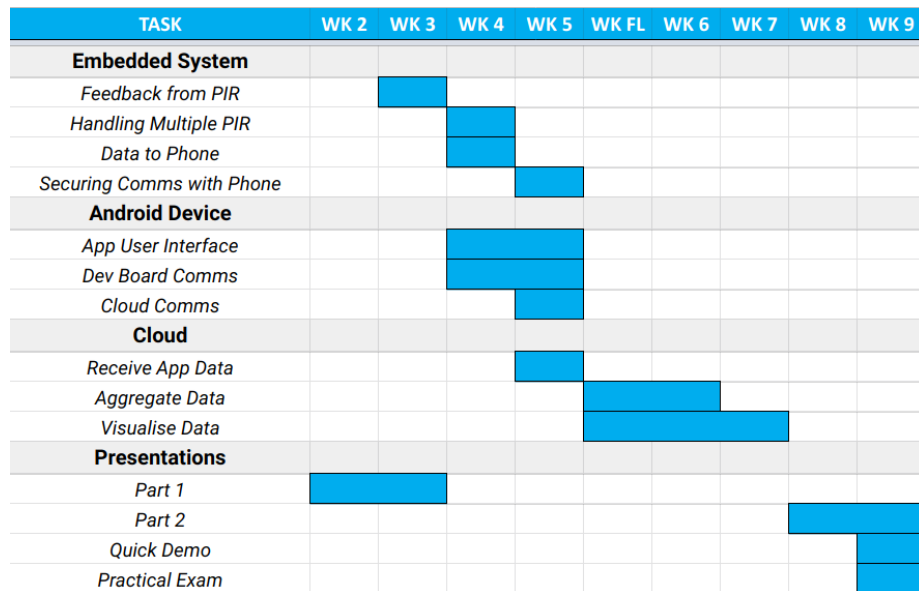 TASK WK 2 WK 3 WK 4 WK 5 WK FL WK 6 WK 7 WK 8 WK 9
Embedded System
Feedback from PIR
Handling Multiple PIR
Data to Phone
Securing Comms with Phone
Android Device
App User Interface
Dev Board Comms
Cloud Comms
Cloud
Receive App Data
Aggregate Data
Visualise Data
Presentations
Part 1
Part 2
Quick Demo
Practical Exam